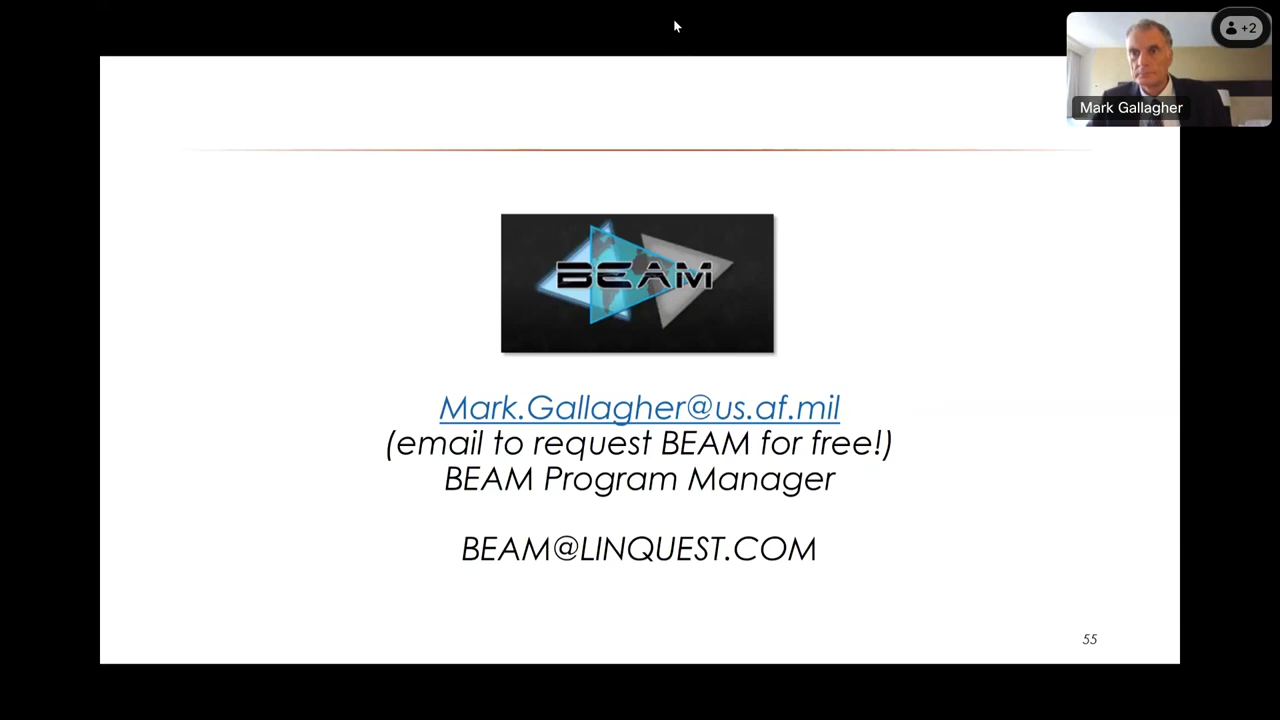 +2
Mark Gallagher
BEAM
Mark.Gallagher@us.af.mil
(email to request BEAM for free!)
BEAM Program Manager
BEAM@LINQUEST.COM
55